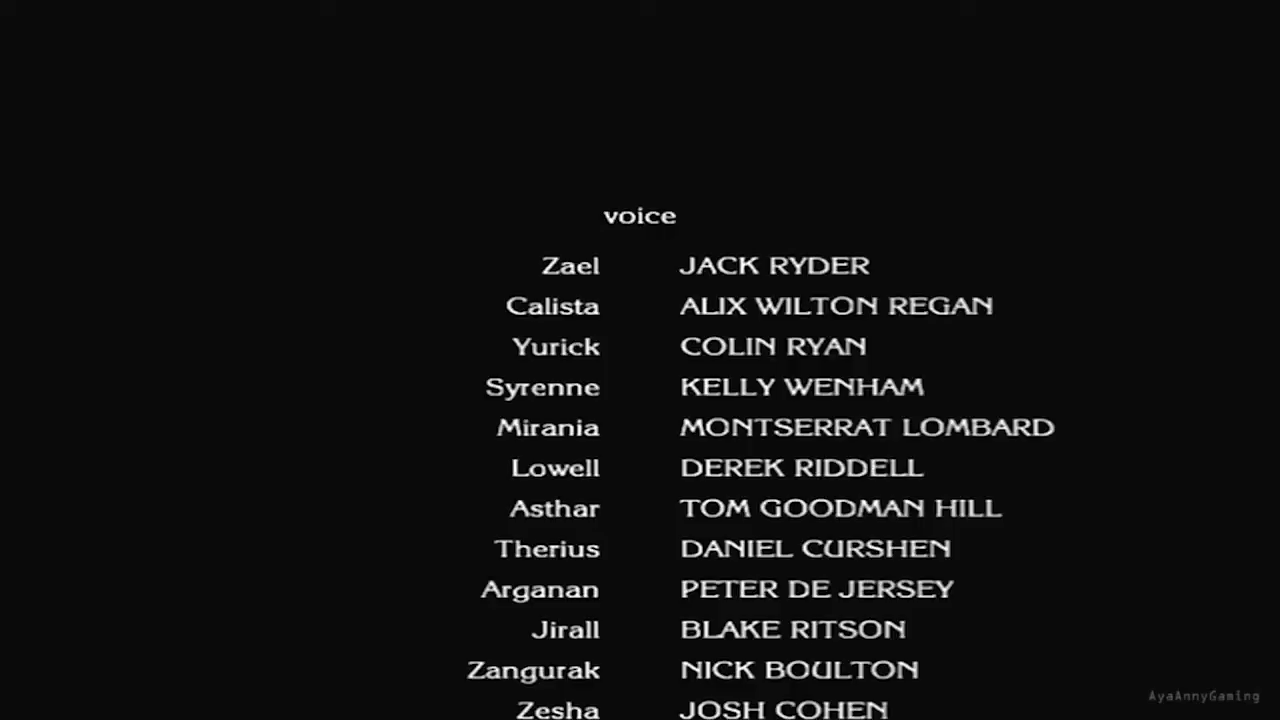 voice
Zael JACK RYDER
Calista ALIX WILTON REGAN
Yurick COLIN RYAN
Syrenne KELLY WENHAM
Mirania MONTSERRAT LOMBARD
Lowell DEREK RIDDELL
Asthar TOM GOODMAN HILL
Therius DANIEL CURSHEN
Arganan PETER DE JERSEY
Jirall BLAKE RITSON
Zangurak NICK BOULTON
Zesha JOSH COHEN
AyaAnnyGaming